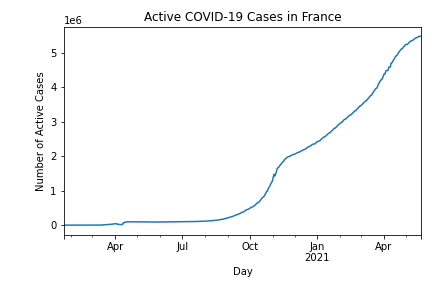 Active COVID-19 Cases in France
1e6
5
4
3
2
1
0
Number of Active Cases
Apr Jul Oct Jan Apr
2021
Day